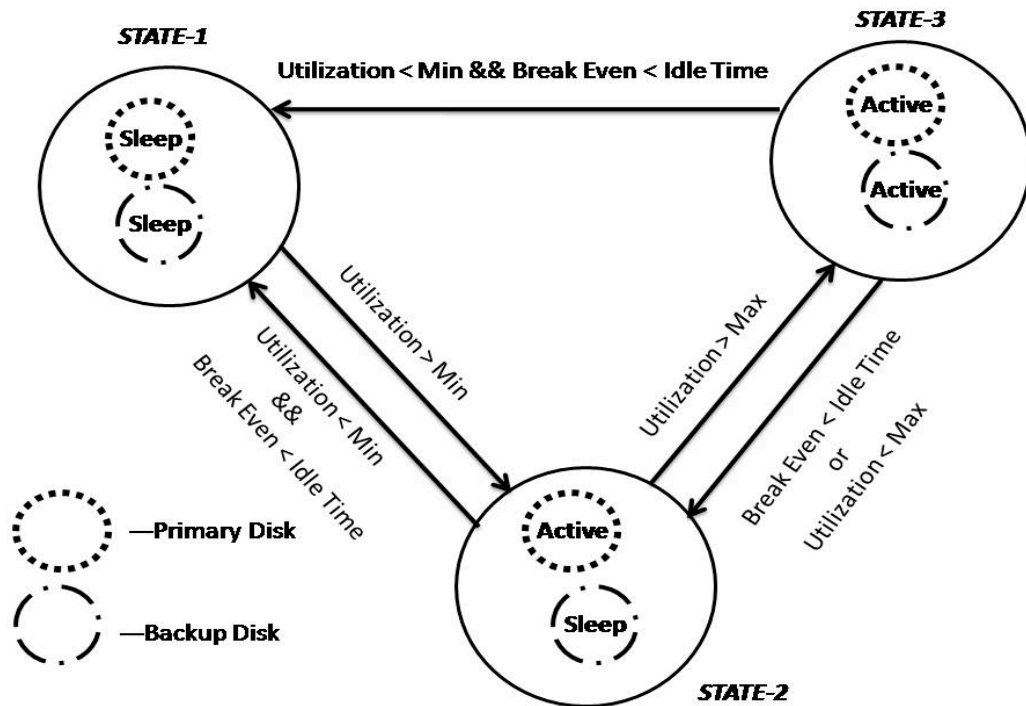 STATE-1
STATE-3
Utilization < Min && Break Even < Idle Time
Sleep
Sleep
Active
Active
Utilization > Min
Utilization < Min
&&
Break Even < Idle Time
Utilization > Max
Break Even < Idle Time
or
Utilization < Max
Active
Sleep
—Primary Disk
—Backup Disk
STATE-2